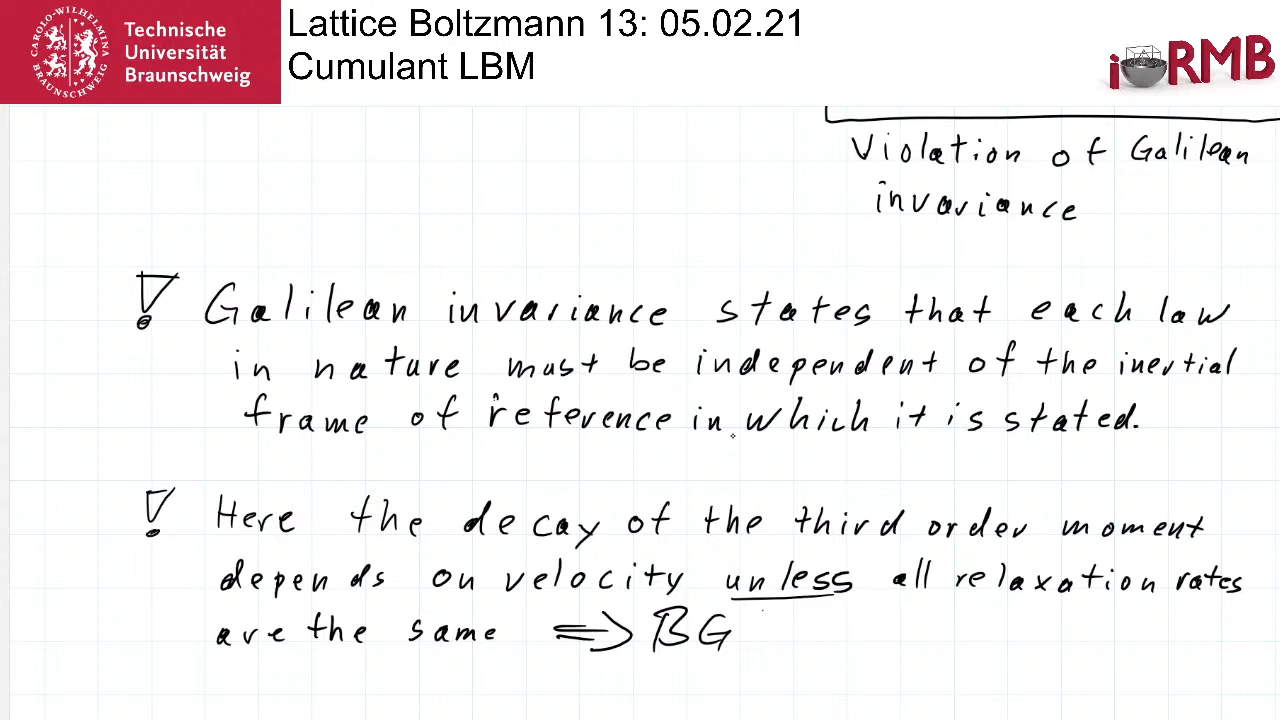 Technische
Universität
Braunschweig
CAROLO-WILHELMINA
BRAUNSCHWEIG
Lattice Boltzmann 13: 05.02.21
Cumulant LBM
iRMB
Violation of Galilean
invariance
! Galilean invariance states that each law
in nature must be independent of the inertial
frame of reference in which it is stated.
! Here the decay of the third order moment
depends on velocity unless all relaxation rates
are the same ⇒ BG